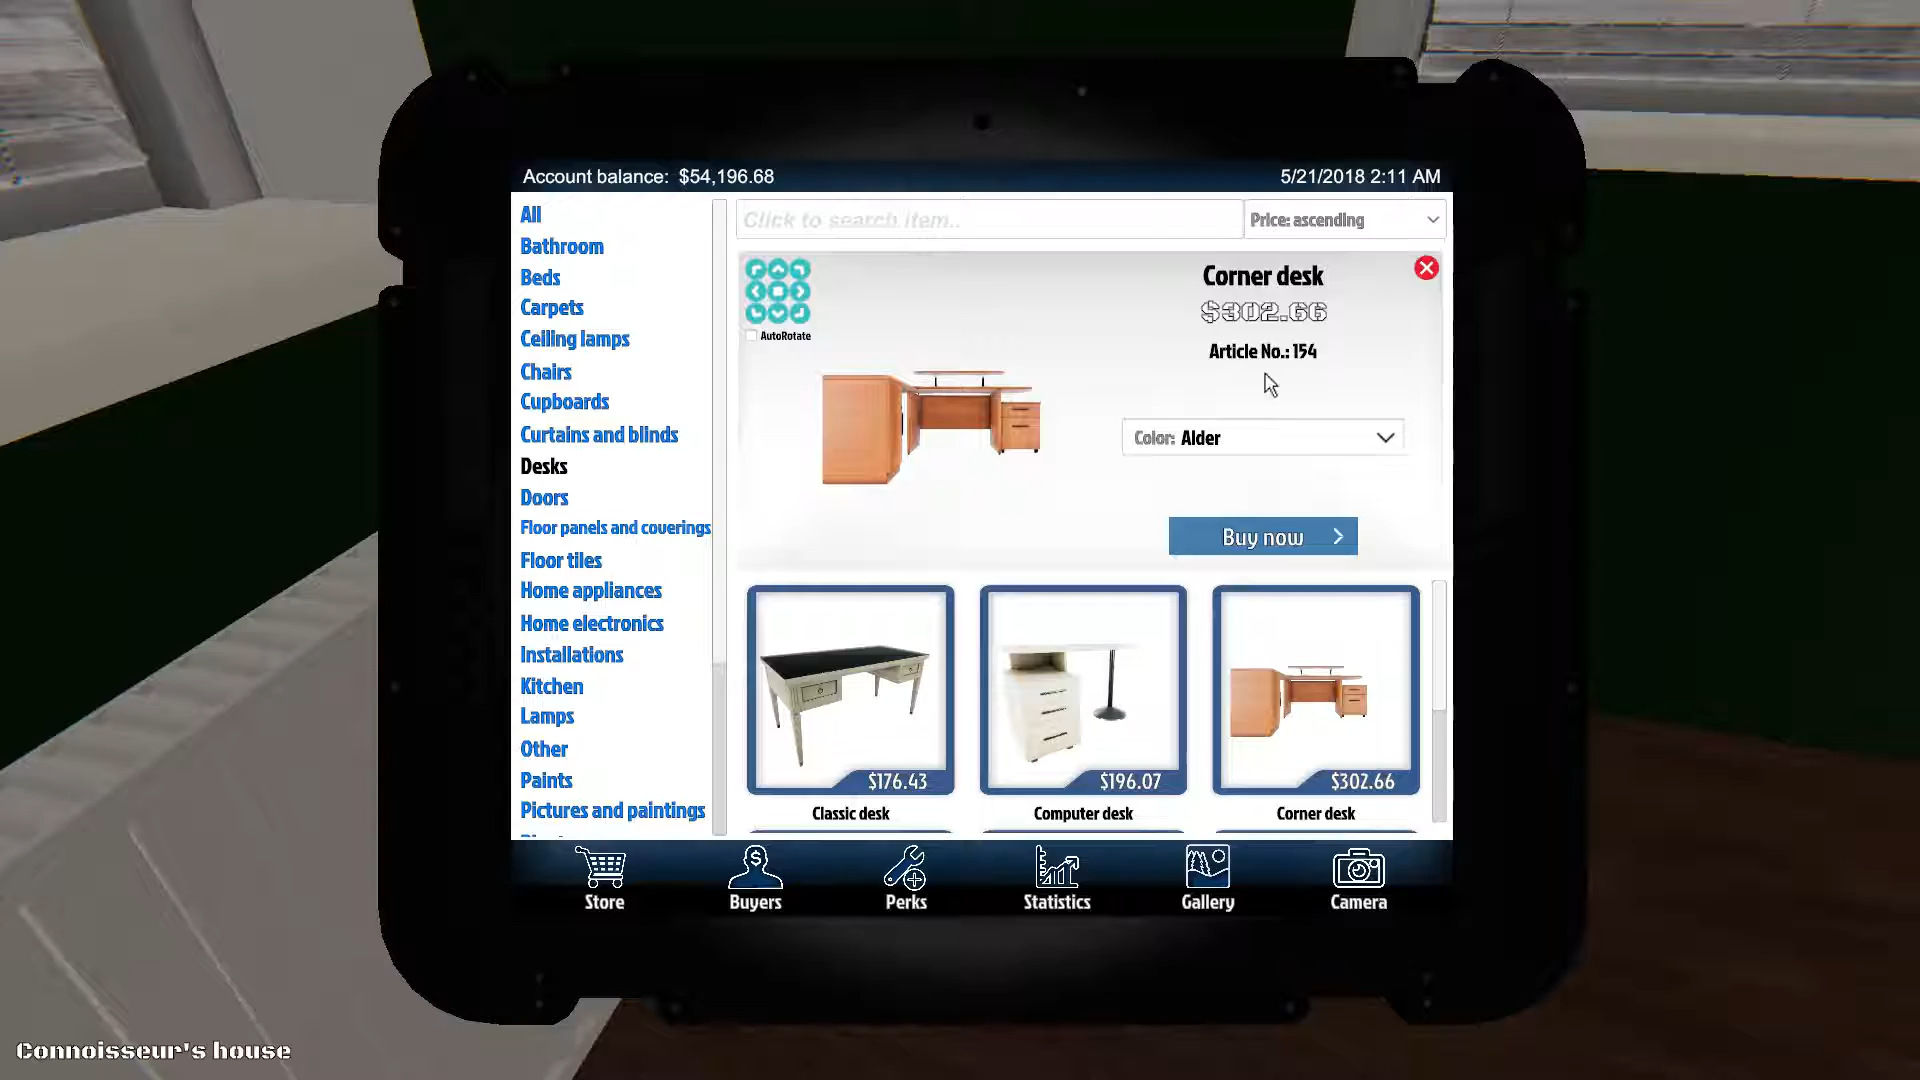 Account balance: $54,196.68
5/21/2018 2:11 AM
All
Bathroom
Beds
Carpets
Ceiling lamps
Chairs
Cupboards
Curtains and blinds
Desks
Doors
Floor panels and coverings
Floor tiles
Home appliances
Home electronics
Installations
Kitchen
Lamps
Other
Paints
Pictures and paintings
Click to search item..
Price: ascending
AutoRotate
Corner desk
$302.66
Article No.: 154
Color: Alder
Buy now
$176.43
$196.07
$302.66
Classic desk
Computer desk
Corner desk
Store
Buyers
Perks
Statistics
Gallery
Camera
Connoisseur's house